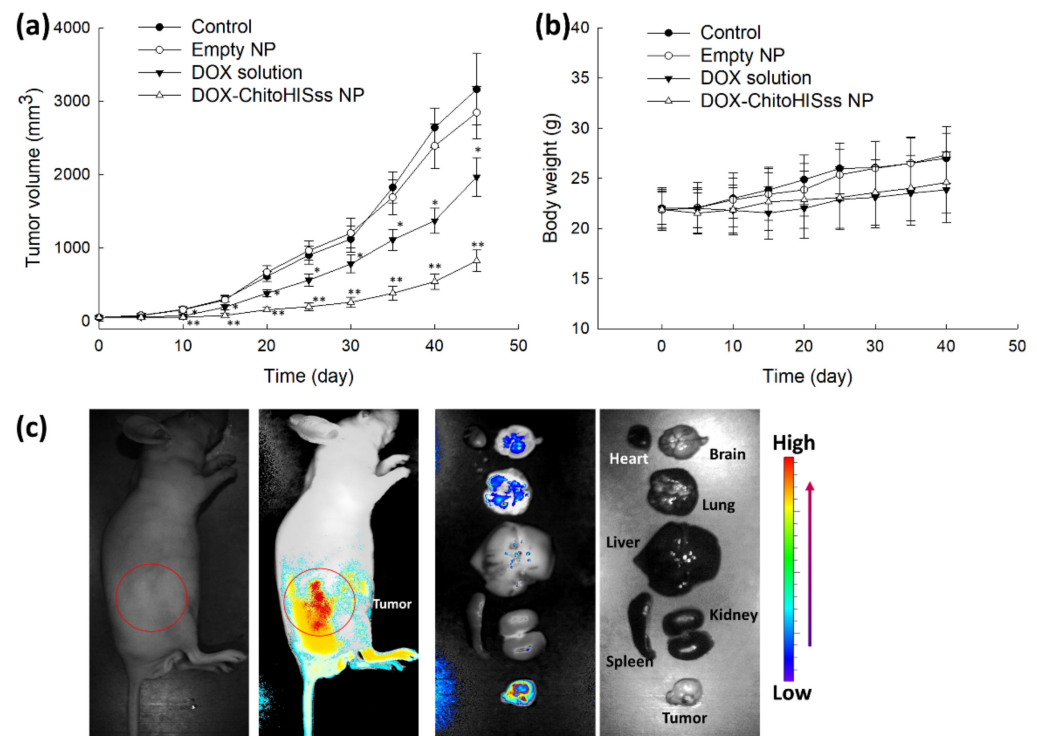 (a)
Control
Empty NP
DOX solution
DOX-ChitoHISss NP
Tumor volume (mm3)
4000
3000
2000
1000
0
* * * * * * * *
** ** ** ** ** ** ** **
0 10 20 30 40 50
Time (day)
(b)
Control
Empty NP
DOX solution
DOX-ChitoHISss NP
Body weight (g)
40
35
30
25
20
15
10
0 10 20 30 40 50
Time (day)
(c)
Tumor
Heart
Brain
Lung
Liver
Kidney
Spleen
Tumor
High
Low